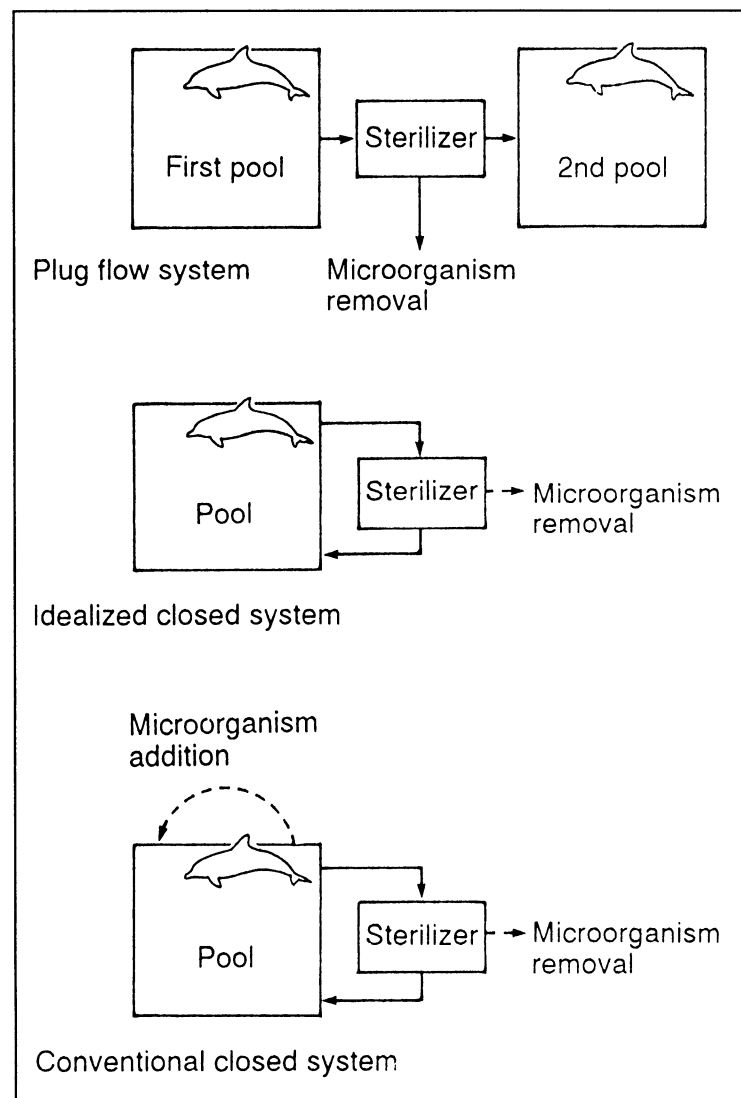 First pool
Sterilizer
2nd pool
Plug flow system
Microorganism
removal
Pool
Sterilizer
Microorganism
removal
Idealized closed system
Microorganism
addition
Pool
Sterilizer
Microorganism
removal
Conventional closed system